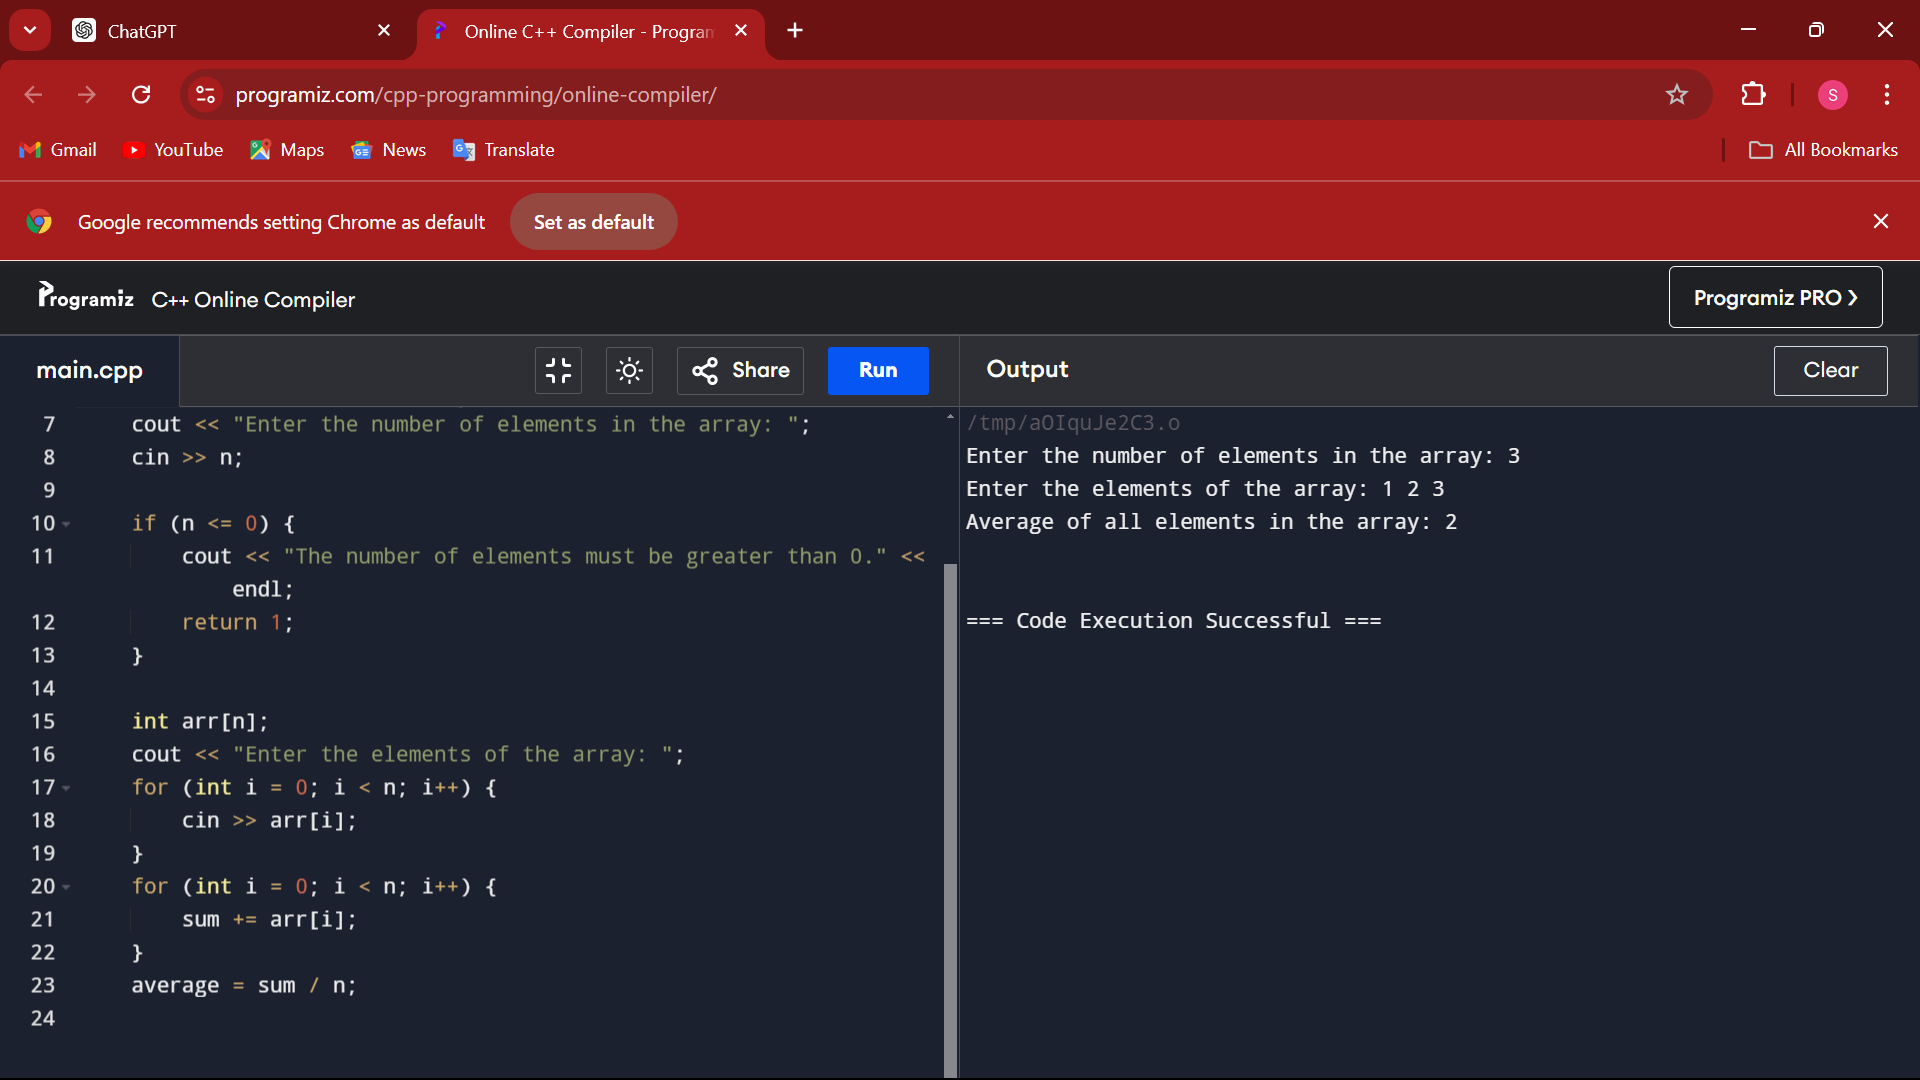 ChatGPT
Online C++ Compiler - Program
programiz.com/cpp-programming/online-compiler/
S
Gmail
YouTube
Maps
News
Translate
All Bookmarks
Google recommends setting Chrome as default
Set as default
Programiz
C++ Online Compiler
Programiz PRO ❯
main.cpp
Share
Run
Output
Clear
7 cout << "Enter the number of elements in the array: ";
8 cin >> n;
9
10 if (n <= 0) {
11 cout << "The number of elements must be greater than 0." <<
endl;
12 return 1;
13 }
14
15 int arr[n];
16 cout << "Enter the elements of the array: ";
17 for (int i = 0; i < n; i++) {
18 cin >> arr[i];
19 }
20 for (int i = 0; i < n; i++) {
21 sum += arr[i];
22 }
23 average = sum / n;
24
/tmp/aOIquJe2C3.o
Enter the number of elements in the array: 3
Enter the elements of the array: 1 2 3
Average of all elements in the array: 2
=== Code Execution Successful ===